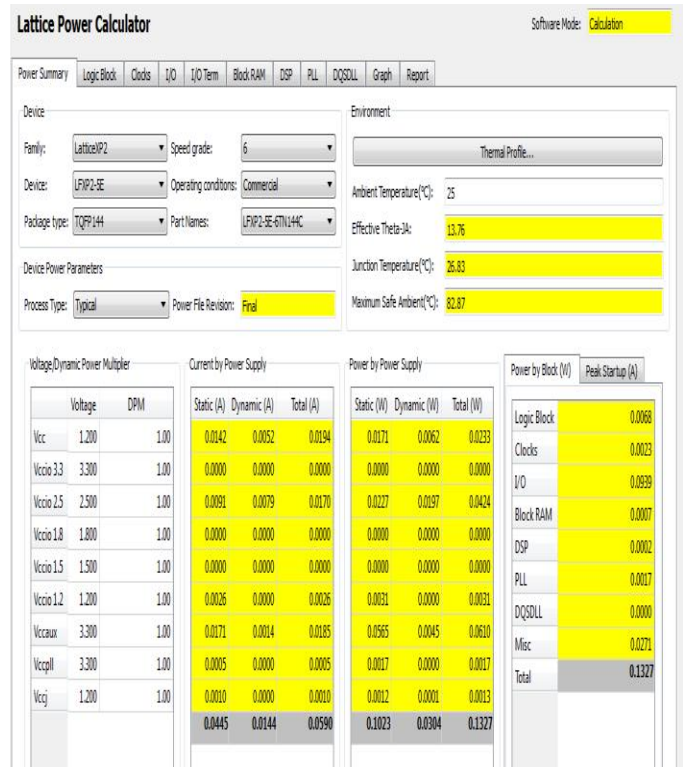 Lattice Power Calculator
Software Mode: Calculation
Power Summary Logic Block Clocks I/O I/O Term Block RAM DSP PLL DQSDLL Graph Report
Device
Family: LatticeXP2 Speed grade: 6
Device: LFXP2-5E Operating conditions: Commercial
Package type: TQFP144 Part Names: LFXP2-5E-6TN144C
Device Power Parameters
Process Type: Typical Power File Revision: Final
Environment
Thermal Profile...
Ambient Temperature(°C): 25
Effective Theta-JA: 13.76
Junction Temperature(°C): 26.83
Maximum Safe Ambient(°C): 82.87
Voltage/Dynamic Power Multiplier
Voltage DPM
Vcc 1.200 1.00
Vccio 3.3 3.300 1.00
Vccio 2.5 2.500 1.00
Vccio 1.8 1.800 1.00
Vccio 1.5 1.500 1.00
Vccio 1.2 1.200 1.00
Vccaux 3.300 1.00
Vccpll 3.300 1.00
Vccj 1.200 1.00
Current by Power Supply
Static (A) Dynamic (A) Total (A)
0.0142 0.0052 0.0194
0.0000 0.0000 0.0000
0.0091 0.0079 0.0170
0.0000 0.0000 0.0000
0.0000 0.0000 0.0000
0.0026 0.0000 0.0026
0.0171 0.0014 0.0185
0.0005 0.0000 0.0005
0.0010 0.0000 0.0010
0.0445 0.0144 0.0590
Power by Power Supply
Static (W) Dynamic (W) Total (W)
0.0171 0.0062 0.0233
0.0000 0.0000 0.0000
0.0227 0.0197 0.0424
0.0000 0.0000 0.0000
0.0000 0.0000 0.0000
0.0031 0.0000 0.0031
0.0565 0.0045 0.0610
0.0017 0.0000 0.0017
0.0012 0.0001 0.0013
0.1023 0.0304 0.1327
Power by Block (W) Peak Startup (A)
Logic Block 0.0068
Clocks 0.0023
I/O 0.0939
Block RAM 0.0007
DSP 0.0002
PLL 0.0017
DQSDLL 0.0000
Misc 0.0271
Total 0.1327